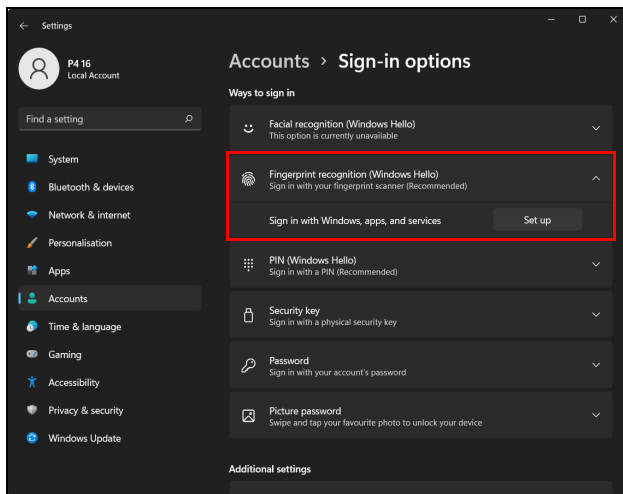 Settings
P4 16
Local Account
Find a setting
System
Bluetooth & devices
Network & internet
Personalisation
Apps
Accounts
Time & language
Gaming
Accessibility
Privacy & security
Windows Update
Accounts > Sign-in options
Ways to sign in
Facial recognition (Windows Hello)
This option is currently unavailable
Fingerprint recognition (Windows Hello)
Sign in with your fingerprint scanner (Recommended)
Sign in with Windows, apps, and services
Set up
PIN (Windows Hello)
Sign in with a PIN (Recommended)
Security key
Sign in with a physical security key
Password
Sign in with your account's password
Picture password
Swipe and tap your favourite photo to unlock your device
Additional settings